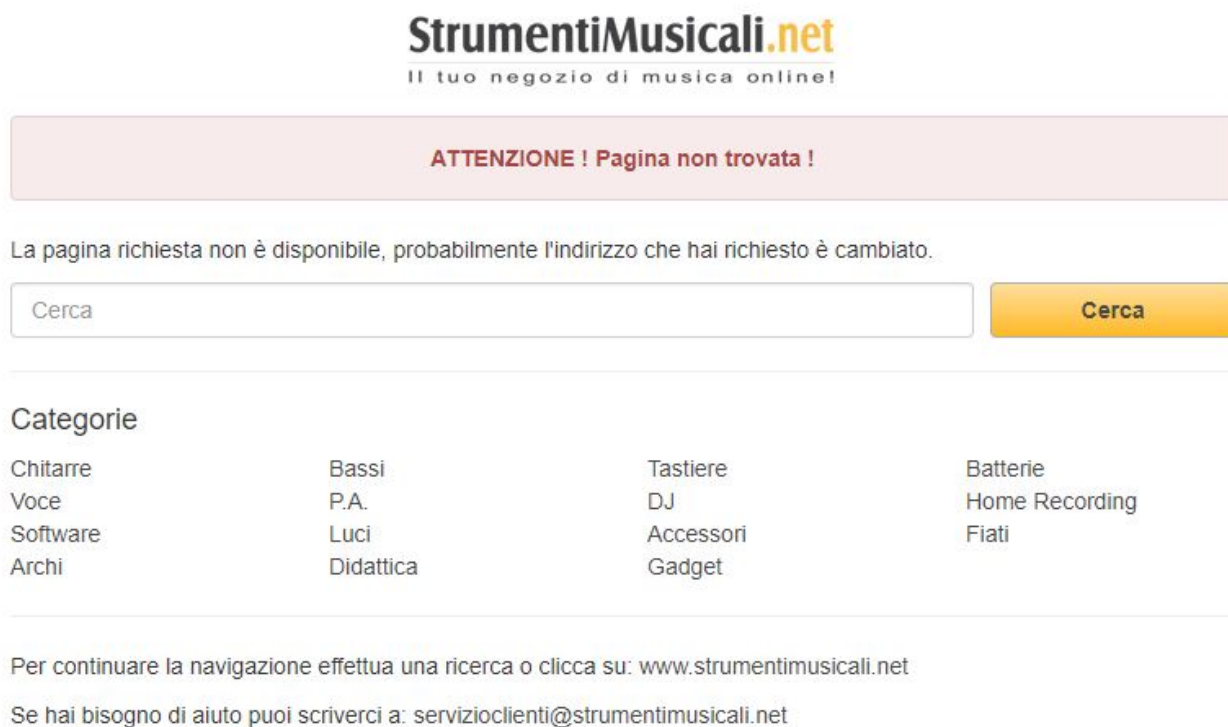 StrumentiMusicali.net
Il tuo negozio di musica online!
ATTENZIONE ! Pagina non trovata !
La pagina richiesta non è disponibile, probabilmente l'indirizzo che hai richiesto è cambiato.
Cerca Cerca
Categorie
Chitarre Bassi Tastiere Batterie
Voce P.A. DJ Home Recording
Software Luci Accessori Fiati
Archi Didattica Gadget
Per continuare la navigazione effettua una ricerca o clicca su: www.strumentimusicali.net
Se hai bisogno di aiuto puoi scriverci a: servizioclienti@strumentimusicali.net